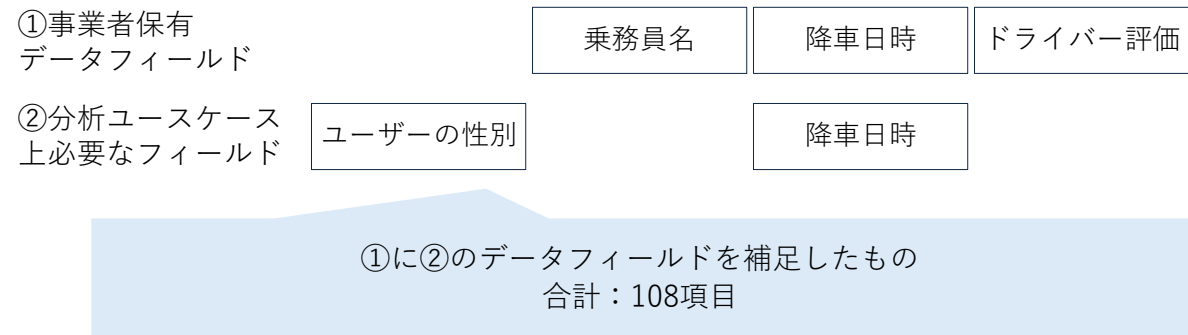 ①事業者保有
データフィールド
乗務員名
降車日時
ドライバー評価
②分析ユースケース
上必要なフィールド
ユーザーの性別
降車日時
①に②のデータフィールドを補足したもの
合計：108項目